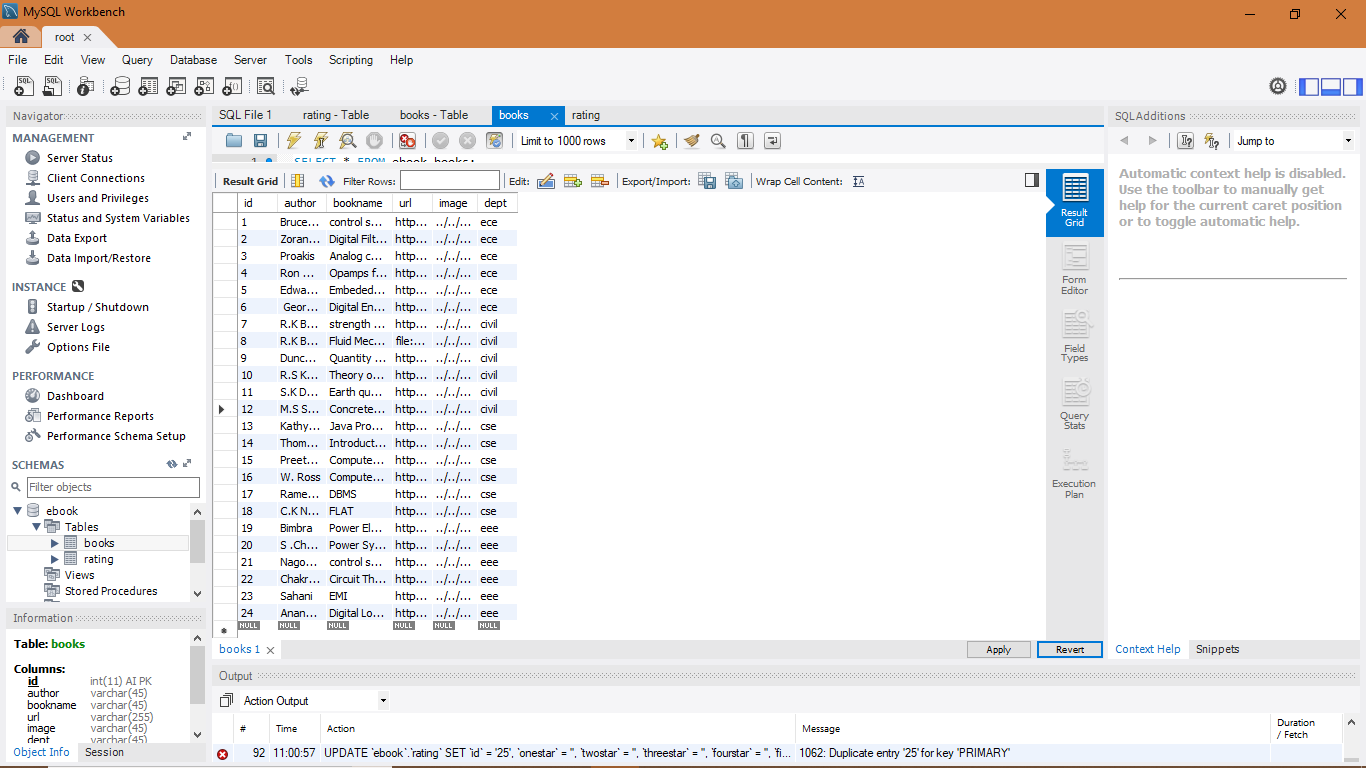 MySQL Workbench
root
File Edit View Query Database Server Tools Scripting Help
Navigator
MANAGEMENT
Server Status
Client Connections
Users and Privileges
Status and System Variables
Data Export
Data Import/Restore
INSTANCE
Startup / Shutdown
Server Logs
Options File
PERFORMANCE
Dashboard
Performance Reports
Performance Schema Setup
SCHEMAS
Filter objects
ebook
Tables
books
rating
Views
Stored Procedures
Information
Table: books
Columns:
id int(11) AI PK
author varchar(45)
bookname varchar(45)
url varchar(255)
image varchar(45)
dept varchar(45)
Object Info Session
SQL File 1 rating - Table books - Table books rating
Limit to 1000 rows
1 SELECT * FROM ebook.books;
Result Grid Filter Rows: Edit: Export/Import: Wrap Cell Content:
id author bookname url image dept
1 Bruce... control s... http... ../../... ece
2 Zoran... Digital Filt... http... ../../... ece
3 Proakis Analog c... http... ../../... ece
4 Ron ... Opamps f... http... ../../... ece
5 Edwa... Embeded... http... ../../... ece
6 Geor... Digital En... http... ../../... ece
7 R.K B... strength ... http... ../../... civil
8 R.K B... Fluid Mec... file:... ../../... civil
9 Dunc... Quantity ... http... ../../... civil
10 R.S K... Theory o... http... ../../... civil
11 S.K D... Earth qu... http... ../../... civil
12 M.S S... Concrete... http... ../../... civil
13 Kathy... Java Pro... http... ../../... cse
14 Thom... Introduct... http... ../../... cse
15 Preet... Compute... http... ../../... cse
16 W. Ross Compute... http... ../../... cse
17 Rame... DBMS http... ../../... cse
18 C.K N... FLAT http... ../../... cse
19 Bimbra Power El... http... ../../... eee
20 S .Ch... Power Sy... http... ../../... eee
21 Nago... control s... http... ../../... eee
22 Chakr... Circuit Th... http... ../../... eee
23 Sahani EMI http... ../../... eee
24 Anan... Digital Lo... http... ../../... eee
NULL NULL NULL NULL NULL NULL
Result
Grid
Form
Editor
Field
Types
Query
Stats
Execution
Plan
books 1 Apply Revert
SQLAdditions
Jump to
Automatic context help is disabled.
Use the toolbar to manually get
help for the current caret position
or to toggle automatic help.
Context Help Snippets
Output
Action Output
# Time Action Message Duration / Fetch
92 11:00:57 UPDATE `ebook`.`rating` SET `id` = '25', `onestar` = '', `twostar` = '', `threestar` = '', `fourstar` = '', `fi... 1062: Duplicate entry '25' for key 'PRIMARY'